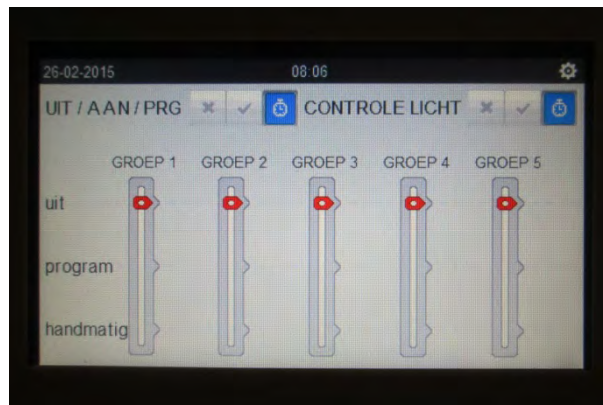 26-02-2015 08:06
UIT / AAN / PRG CONTROLE LICHT
GROEP 1 GROEP 2 GROEP 3 GROEP 4 GROEP 5
uit
program
handmatig